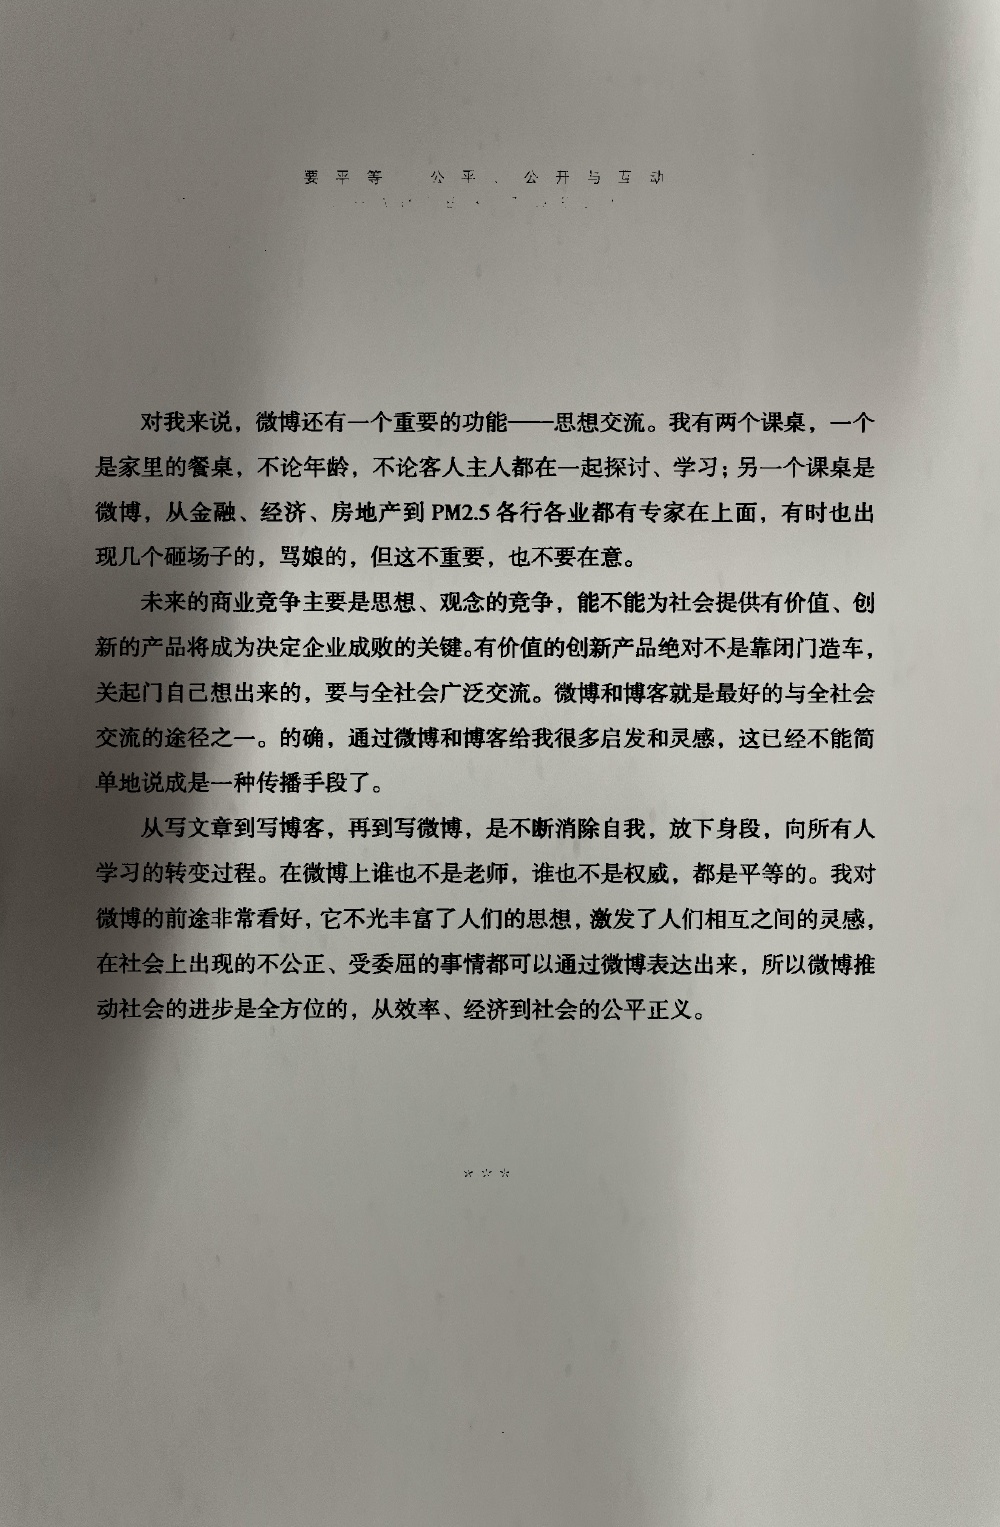 要平等 公平、公开与互动
对我来说，微博还有一个重要的功能——思想交流。我有两个课桌，一个
是家里的餐桌，不论年龄，不论客人主人都在一起探讨、学习；另一个课桌是
微博，从金融、经济、房地产到 PM2.5 各行各业都有专家在上面，有时也出
现几个砸场子的，骂娘的，但这不重要，也不要在意。
未来的商业竞争主要是思想、观念的竞争，能不能为社会提供有价值、创
新的产品将成为决定企业成败的关键。有价值的创新产品绝对不是靠闭门造车，
关起门自己想出来的，要与全社会广泛交流。微博和博客就是最好的与全社会
交流的途径之一。的确，通过微博和博客给我很多启发和灵感，这已经不能简
单地说成是一种传播手段了。
从写文章到写博客，再到写微博，是不断消除自我，放下身段，向所有人
学习的转变过程。在微博上谁也不是老师，谁也不是权威，都是平等的。我对
微博的前途非常看好，它不光丰富了人们的思想，激发了人们相互之间的灵感，
在社会上出现的不公正、受委屈的事情都可以通过微博表达出来，所以微博推
动社会的进步是全方位的，从效率、经济到社会的公平正义。
***